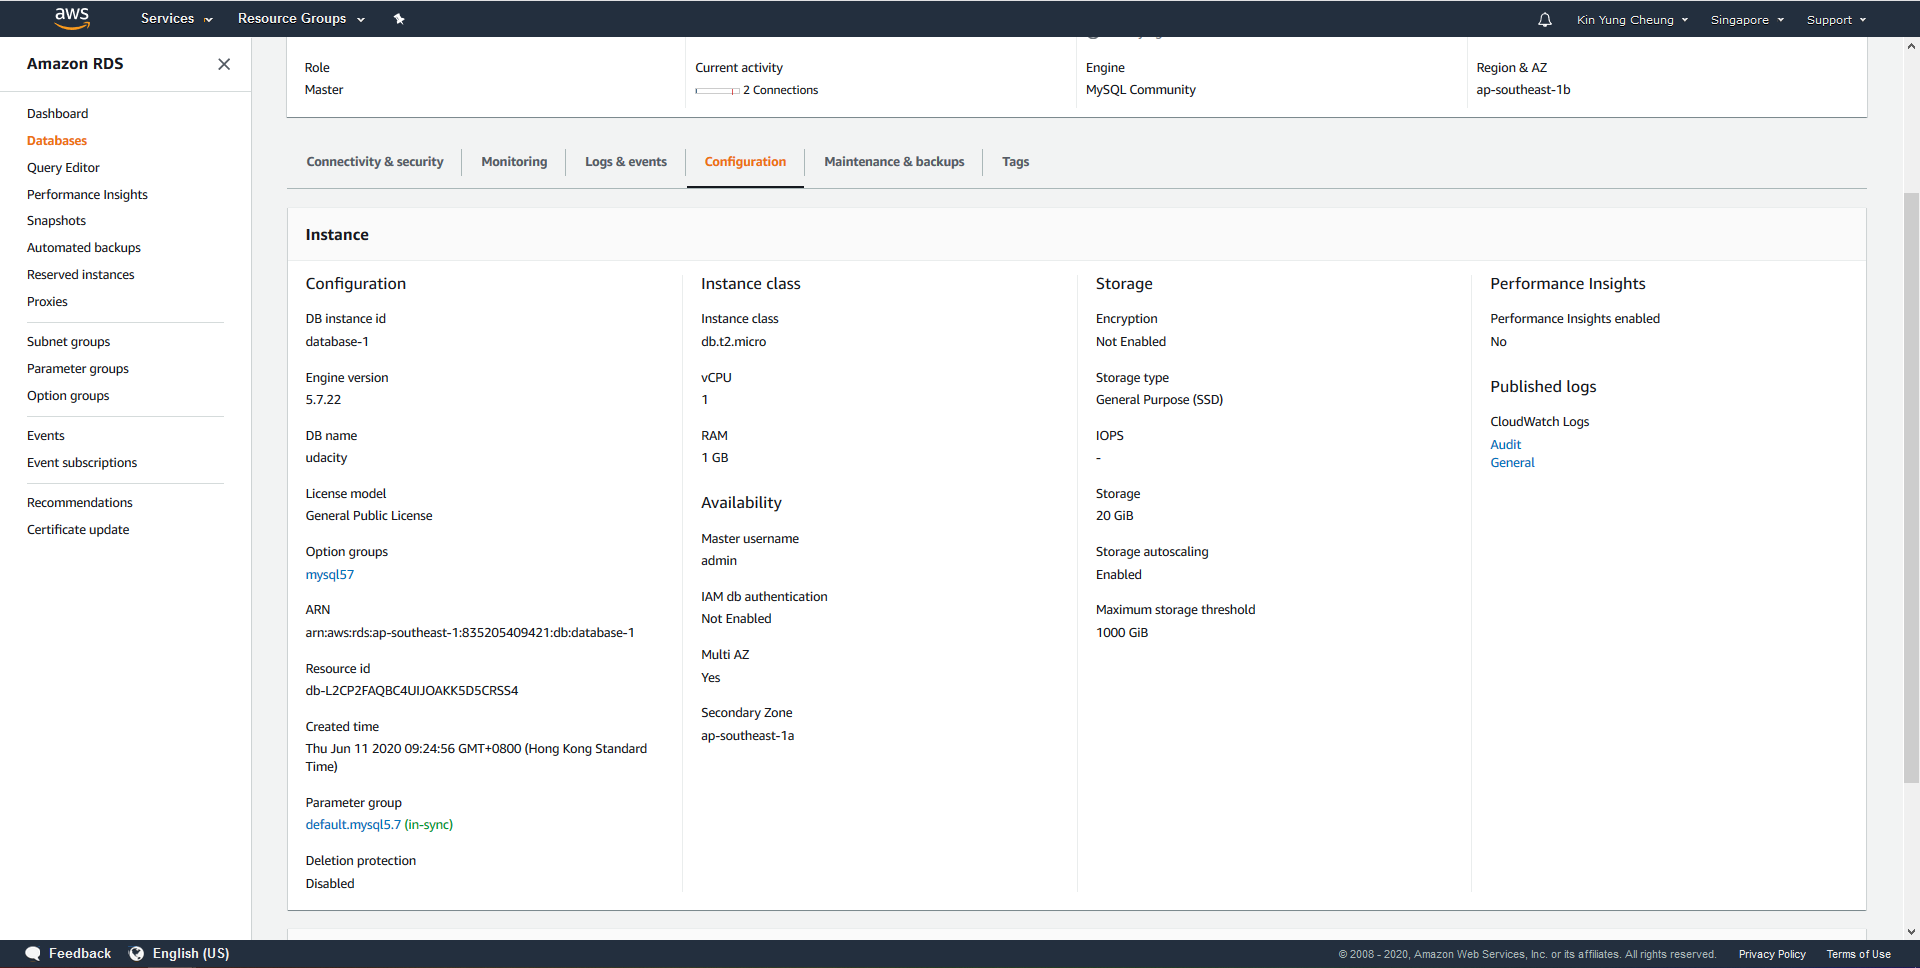 aws Services Resource Groups Kin Yung Cheung Singapore Support
Amazon RDS
Dashboard
Databases
Query Editor
Performance Insights
Snapshots
Automated backups
Reserved instances
Proxies
Subnet groups
Parameter groups
Option groups
Events
Event subscriptions
Recommendations
Certificate update
Role
Master
Current activity
2 Connections
Engine
MySQL Community
Region & AZ
ap-southeast-1b
Connectivity & security Monitoring Logs & events Configuration Maintenance & backups Tags
Instance
Configuration
DB instance id
database-1
Engine version
5.7.22
DB name
udacity
License model
General Public License
Option groups
mysql57
ARN
arn:aws:rds:ap-southeast-1:835205409421:db:database-1
Resource id
db-L2CP2FAQBC4UIJOAKK5D5CRSS4
Created time
Thu Jun 11 2020 09:24:56 GMT+0800 (Hong Kong Standard
Time)
Parameter group
default.mysql5.7 (in-sync)
Deletion protection
Disabled
Instance class
Instance class
db.t2.micro
vCPU
1
RAM
1 GB
Availability
Master username
admin
IAM db authentication
Not Enabled
Multi AZ
Yes
Secondary Zone
ap-southeast-1a
Storage
Encryption
Not Enabled
Storage type
General Purpose (SSD)
IOPS
-
Storage
20 GiB
Storage autoscaling
Enabled
Maximum storage threshold
1000 GiB
Performance Insights
Performance Insights enabled
No
Published logs
CloudWatch Logs
Audit
General
Feedback English (US) © 2008 - 2020, Amazon Web Services, Inc. or its affiliates. All rights reserved. Privacy Policy Terms of Use